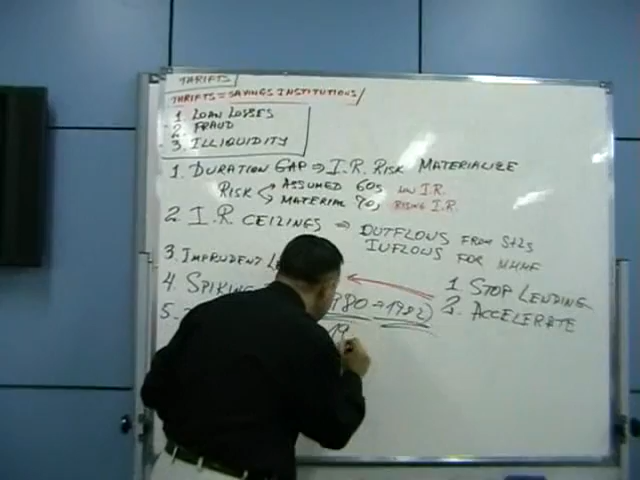 THRIFTS
THRIFTS = SAVINGS INSTITUTIONS
1. LOAN LOSSES
2. FRAUD
3. ILLIQUIDITY
1. DURATION GAP ⇒ I.R. RISK MATERIALIZE
RISK ASSUMED 60s LOW I.R.
MATERIAL 70s RISING I.R.
2. I.R. CEILINGS ⇒ OUTFLOWS FROM S+Ls
INFLOWS FOR MMMF
3. IMPRUDENT
4. SPIKING 1980 → 1982)
1. STOP LENDING
2. ACCELERATE
5. 19